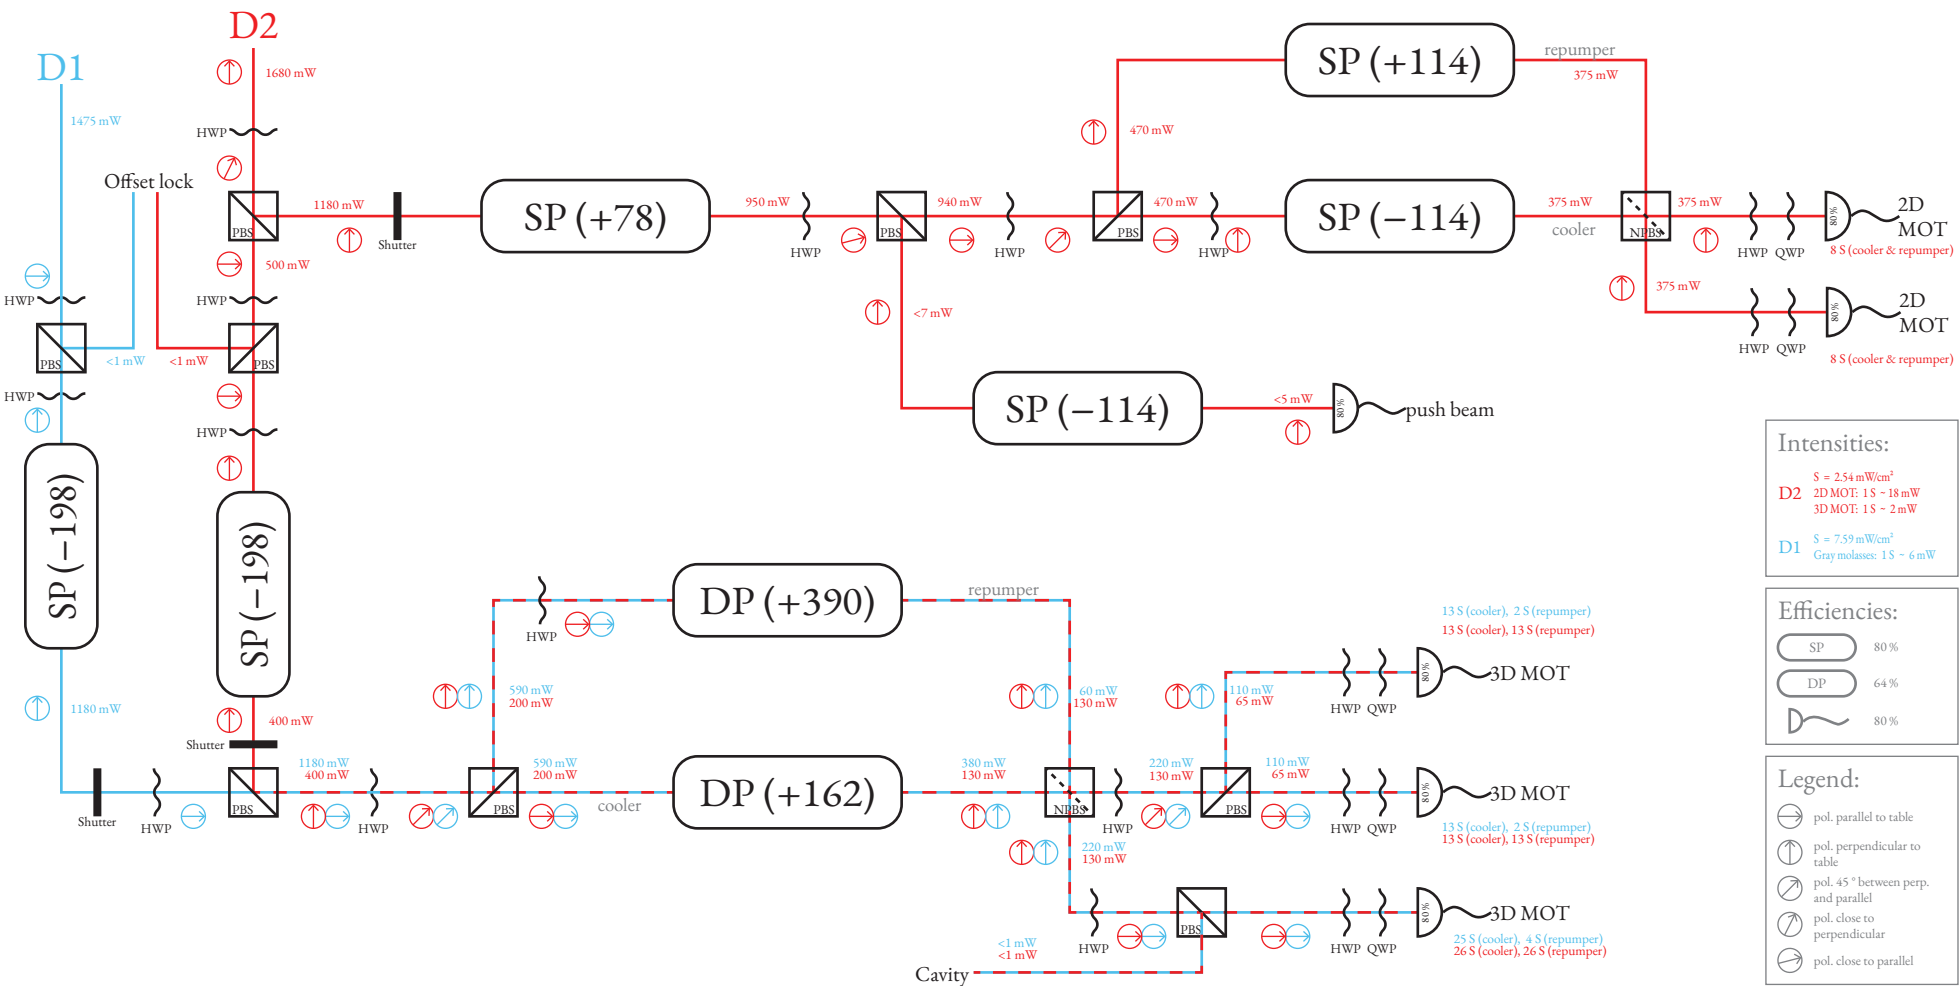 D1
D2
1680 mW
1475 mW
HWP
Offset lock
PBS
1180 mW
Shutter
500 mW
HWP
HWP
PBS
<1 mW
<1 mW
PBS
HWP
HWP
SP (−198)
SP (−198)
1180 mW
400 mW
Shutter
Shutter
HWP
PBS
SP (+78)
950 mW
HWP
PBS
940 mW
HWP
<7 mW
470 mW
PBS
470 mW
HWP
SP (+114)
repumper
375 mW
SP (−114)
375 mW
cooler
NPBS
375 mW
HWP
QWP
80%
2D
MOT
8 S (cooler & repumper)
375 mW
HWP
QWP
80%
2D
MOT
8 S (cooler & repumper)
SP (−114)
<5 mW
80%
push beam
1180 mW
400 mW
HWP
PBS
590 mW
200 mW
HWP
DP (+390)
repumper
590 mW
200 mW
cooler
DP (+162)
380 mW
130 mW
60 mW
130 mW
NPBS
HWP
220 mW
130 mW
220 mW
130 mW
PBS
110 mW
65 mW
110 mW
65 mW
13 S (cooler), 2 S (repumper)
13 S (cooler), 13 S (repumper)
HWP
QWP
80%
3D MOT
HWP
QWP
80%
3D MOT
13 S (cooler), 2 S (repumper)
13 S (cooler), 13 S (repumper)
HWP
PBS
<1 mW
<1 mW
Cavity
HWP
QWP
80%
3D MOT
25 S (cooler), 4 S (repumper)
26 S (cooler), 26 S (repumper)
Intensities:
D2
S = 2.54 mW/cm²
2D MOT: 1 S ~ 18 mW
3D MOT: 1 S ~ 2 mW
D1
S = 7.59 mW/cm²
Gray molasses: 1 S ~ 6 mW
Efficiencies:
SP 80 %
DP 64 %
80 %
Legend:
pol. parallel to table
pol. perpendicular to
table
pol. 45 ° between perp.
and parallel
pol. close to
perpendicular
pol. close to parallel